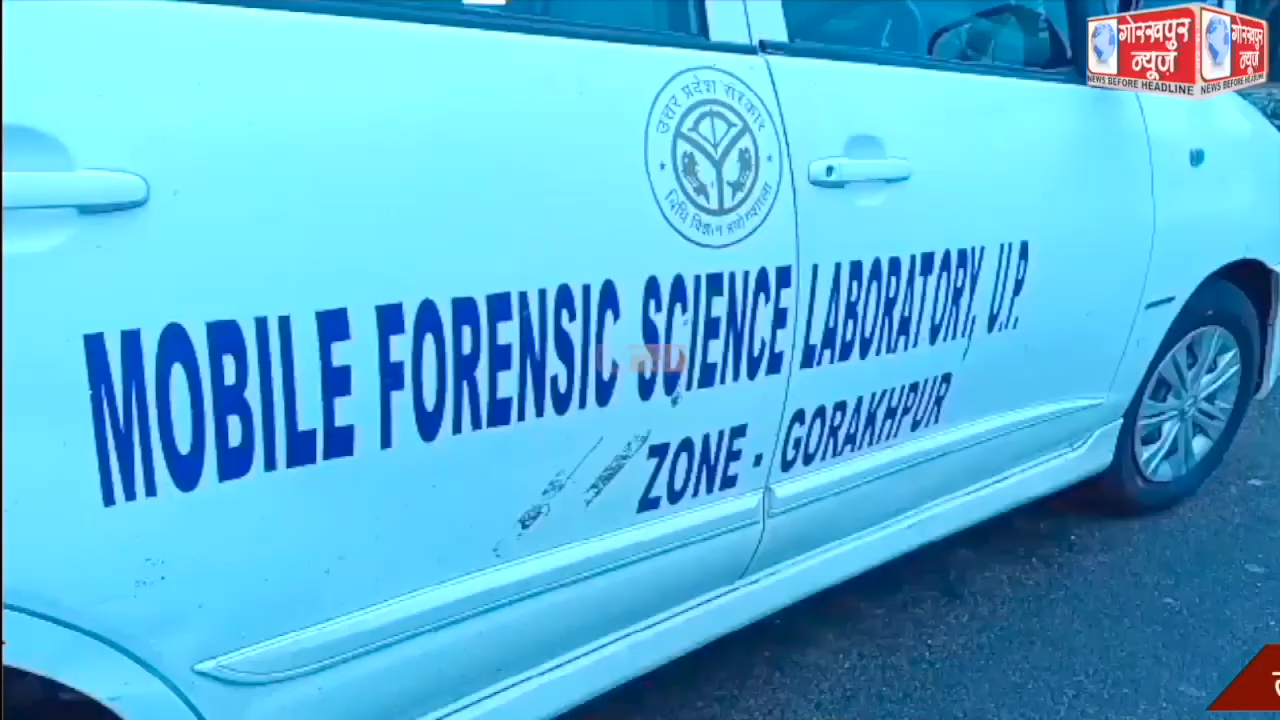 गोरखपुर
न्यूज़
NEWS BEFORE HEADLINE
गोरखपुर
न्यूज़
NEWS BEFORE HEADLINE
उत्तर प्रदेश सरकार
विधि विज्ञान प्रयोगशाला
MOBILE FORENSIC SCIENCE LABORATORY, U.P.
ZONE - GORAKHPUR